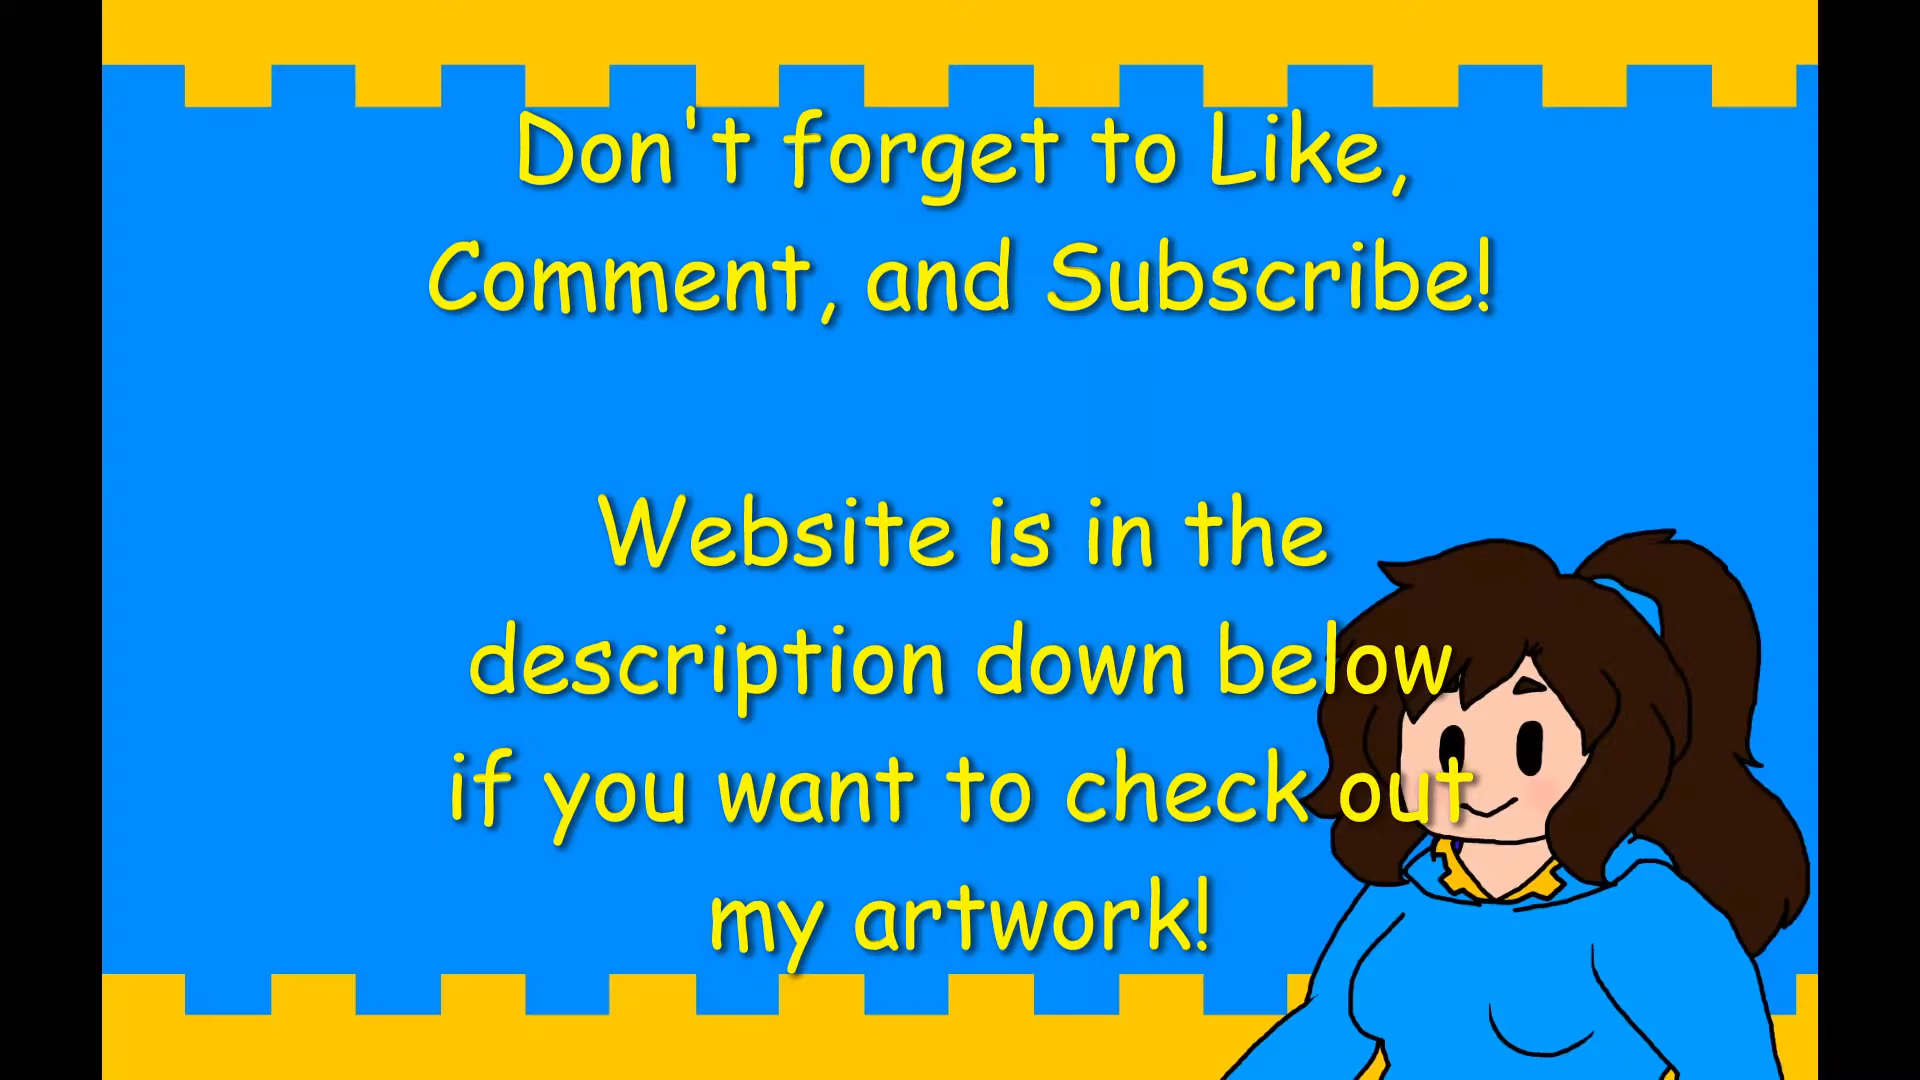 Don't forget to Like,
Comment, and Subscribe!
Website is in the
description down below
if you want to check out
my artwork!